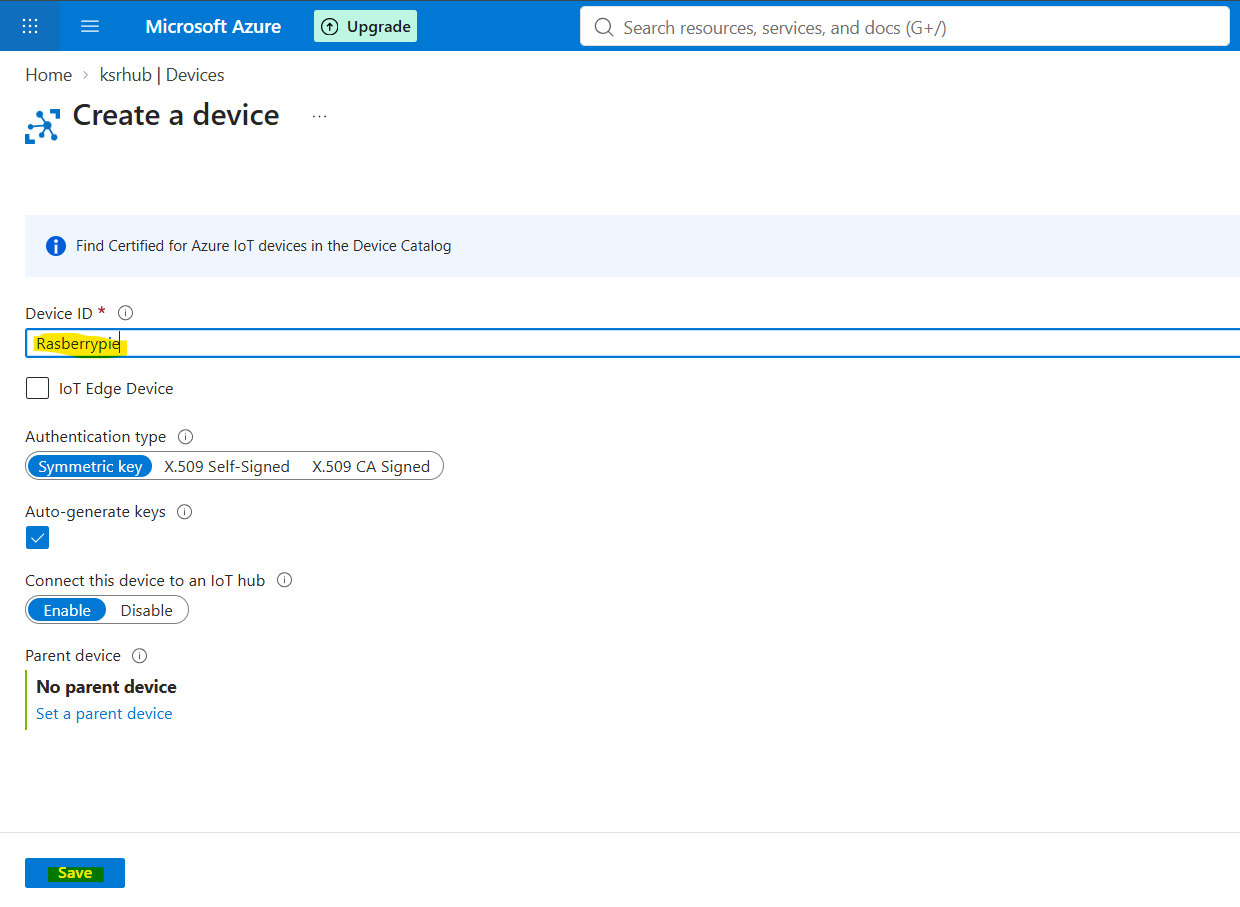 Microsoft Azure Upgrade Search resources, services, and docs (G+/)
Home > ksrhub | Devices
Create a device ...
Find Certified for Azure IoT devices in the Device Catalog
Device ID *
Rasberrypie
IoT Edge Device
Authentication type
Symmetric key X.509 Self-Signed X.509 CA Signed
Auto-generate keys
Connect this device to an IoT hub
Enable Disable
Parent device
No parent device
Set a parent device
Save